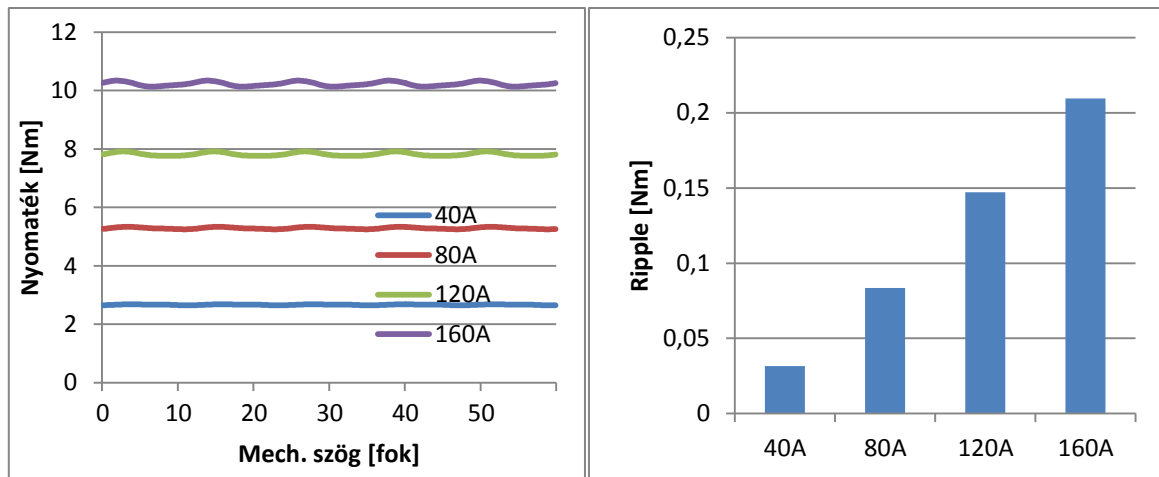 Nyomaték [Nm]
12
10
8
6
4
2
0
0 10 20 30 40 50
Mech. szög [fok]
40A
80A
120A
160A
Ripple [Nm]
0,25
0,2
0,15
0,1
0,05
0
40A 80A 120A 160A